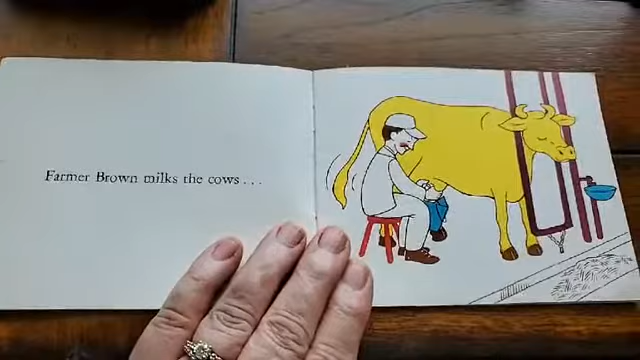 Farmer Brown milks the cows . . .